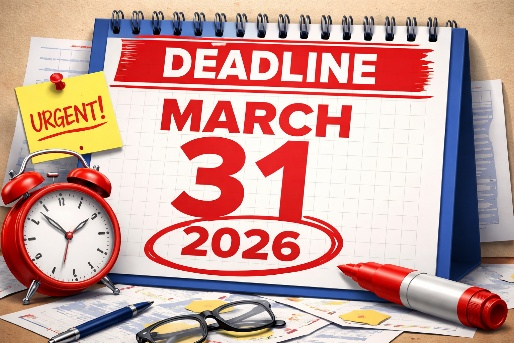 DEADLINE
MARCH
31
2026
URGENT!